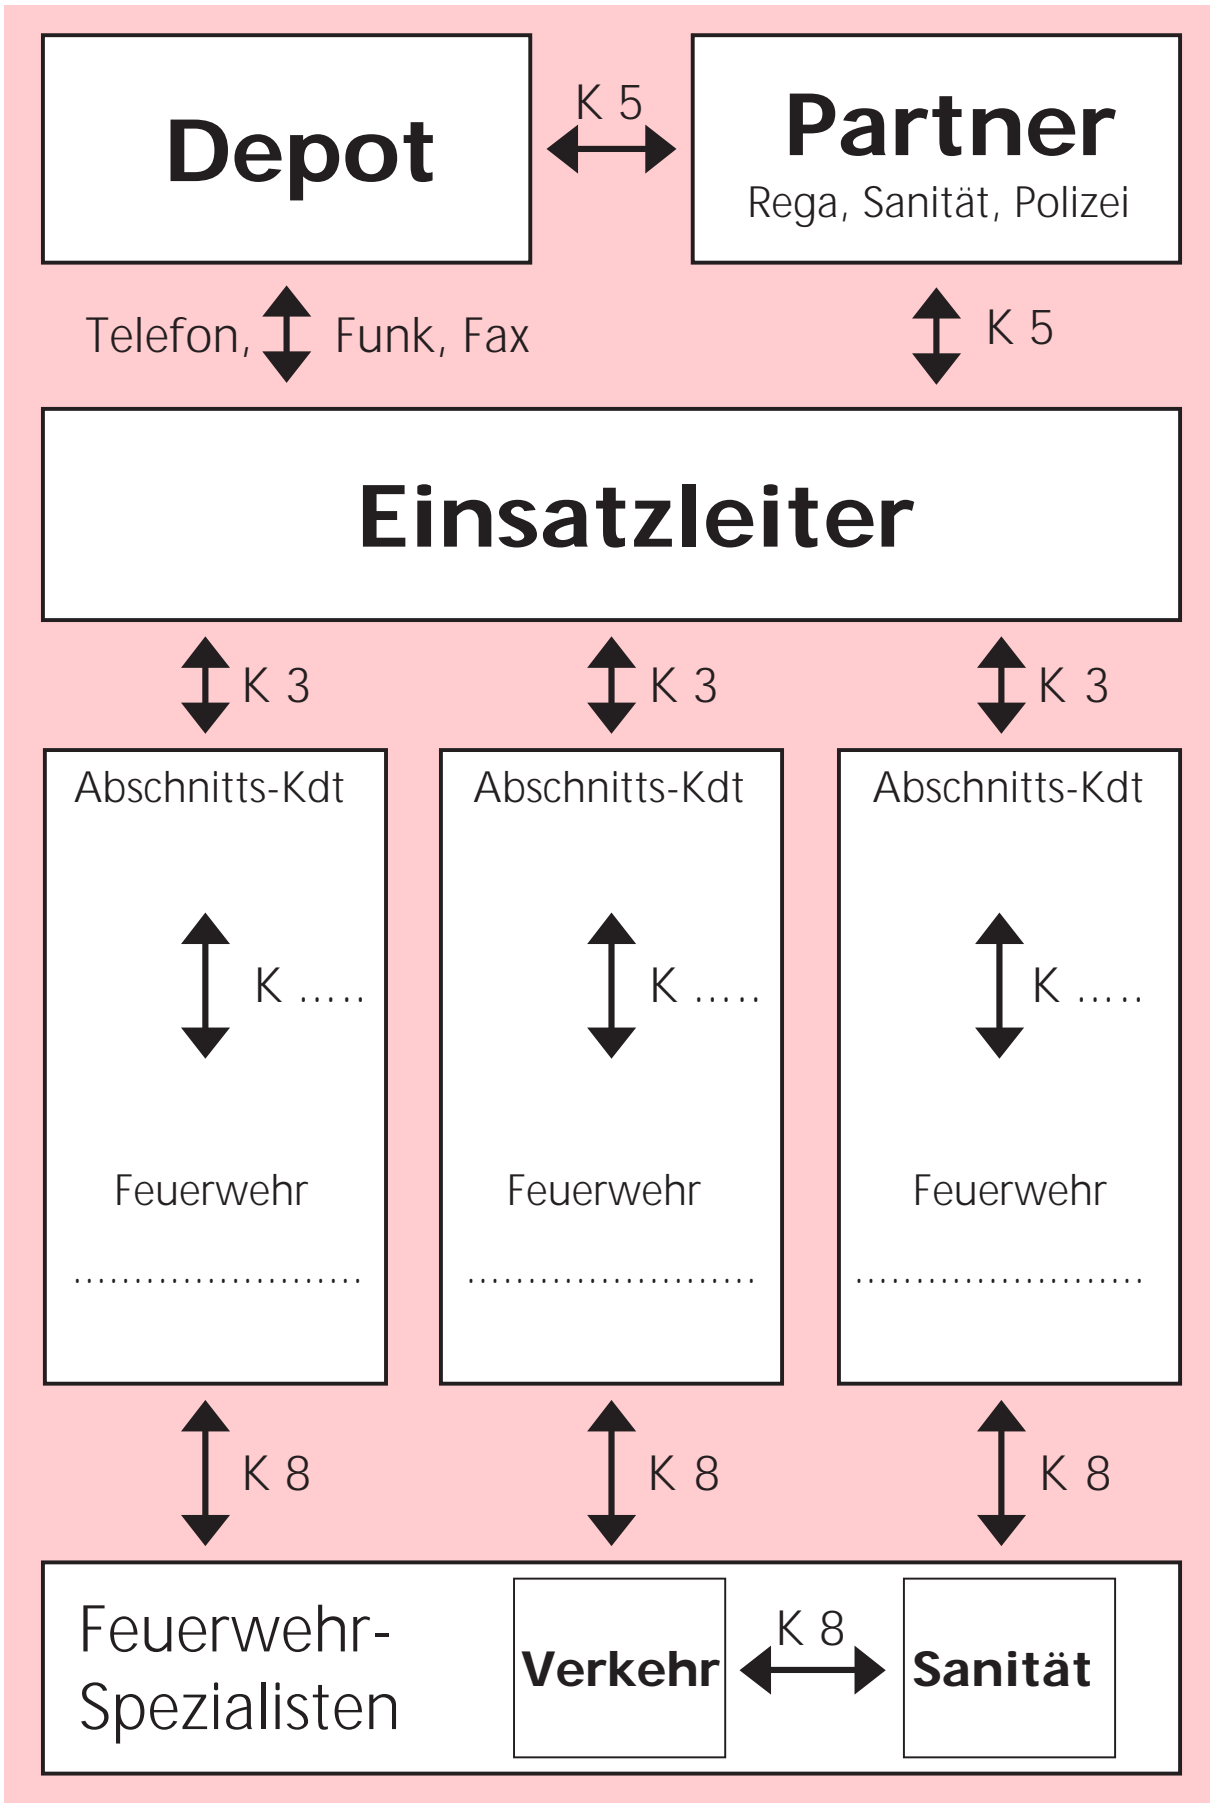 Depot
K 5
Partner
Rega, Sanität, Polizei
Telefon, Funk, Fax
K 5
Einsatzleiter
K 3
K 3
K 3
Abschnitts-Kdt
Abschnitts-Kdt
Abschnitts-Kdt
K .....
K .....
K .....
Feuerwehr
Feuerwehr
Feuerwehr
........................
........................
........................
K 8
K 8
K 8
Feuerwehr-
Spezialisten
Verkehr
K 8
Sanität